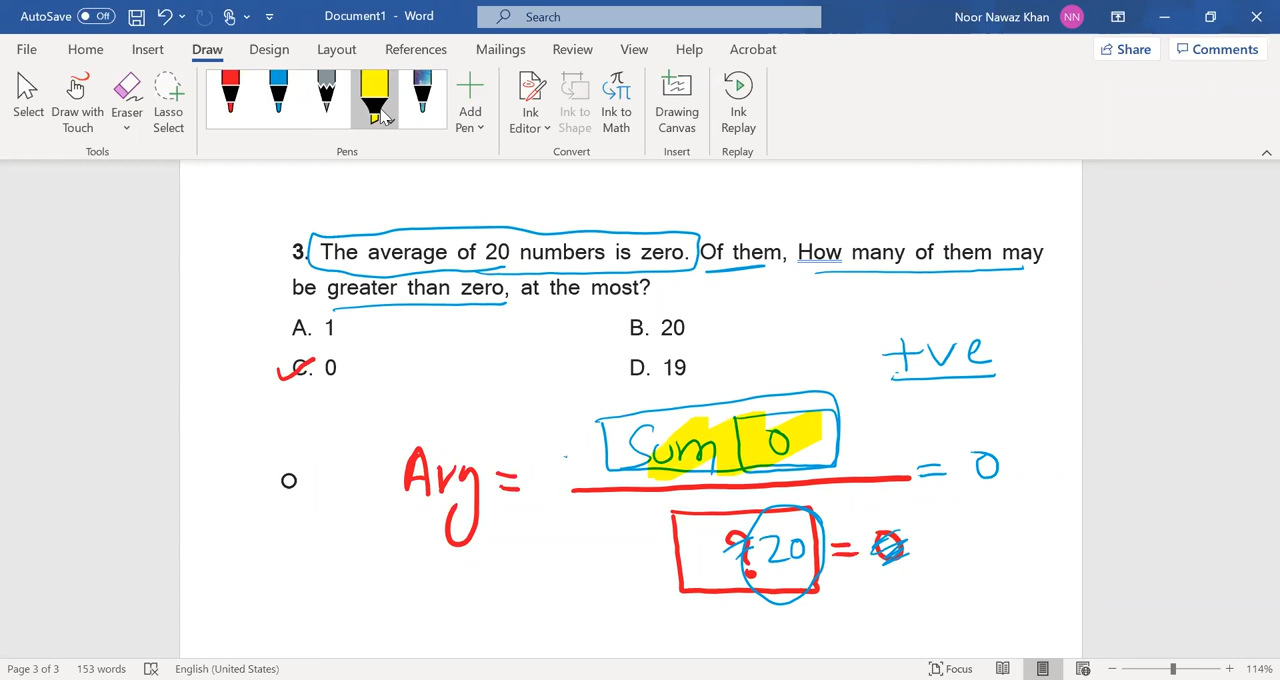 AutoSave Off Document1 - Word Search Noor Nawaz Khan NN
File Home Insert Draw Design Layout References Mailings Review View Help Acrobat Share Comments
Select Draw with Touch Eraser Lasso Select Add Pen Ink Editor Ink to Shape Ink to Math Drawing Canvas Ink Replay
Tools Pens Convert Insert Replay
3. The average of 20 numbers is zero. Of them, How many of them may
be greater than zero, at the most?
A. 1 B. 20
C. 0 D. 19
+ve
Sum 0
Avg = = 0
? 20 = 0
O
Page 3 of 3 153 words English (United States) Focus 114%